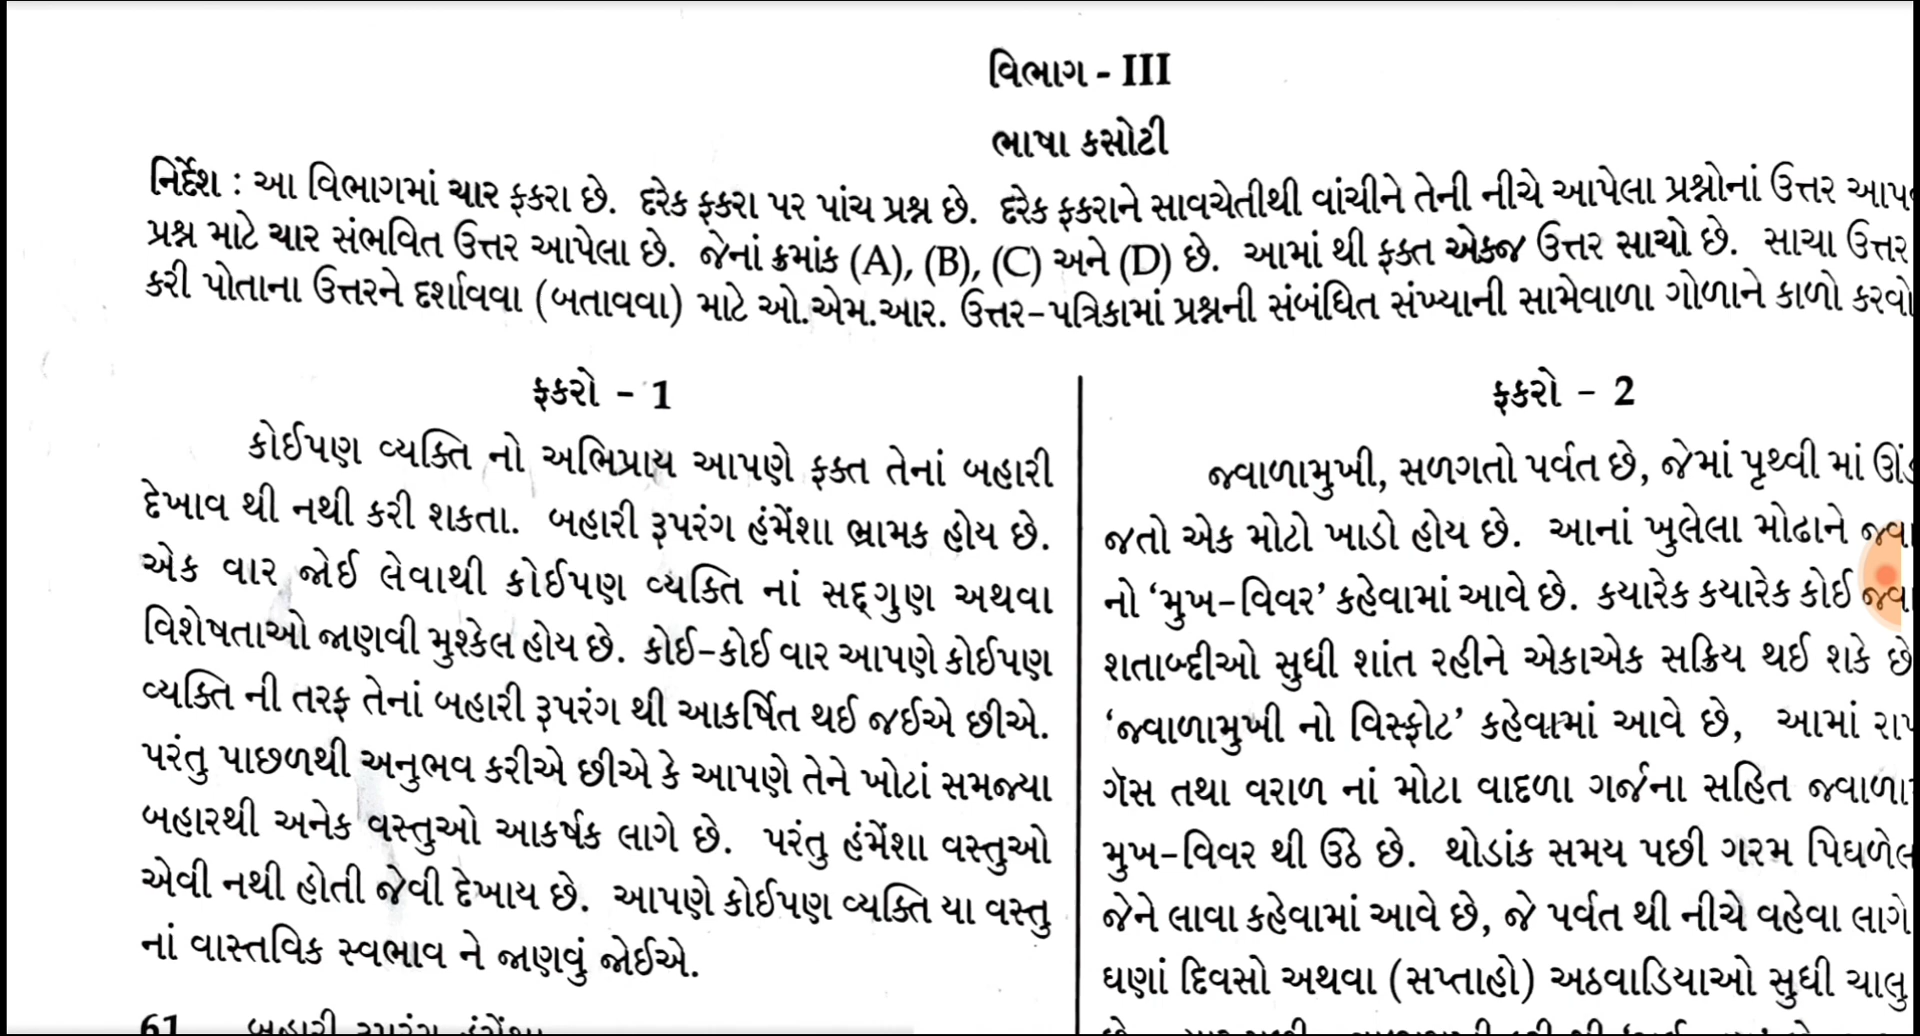 વિભાગ - III
ભાષા કસોટી
નિર્દેશ : આ વિભાગમાં ચાર ફકરા છે. દરેક ફકરા પર પાંચ પ્રશ્ન છે. દરેક ફકરાને સાવચેતીથી વાંચીને તેની નીચે આપેલા પ્રશ્નોનાં ઉત્તર
પ્રશ્ન માટે ચાર સંભવિત ઉત્તર આપેલા છે. જેનાં ક્રમાંક (A), (B), (C) અને (D) છે. આમાં થી ફક્ત એકજ ઉત્તર સાચો છે. સાચા ઉત્તર
કરી પોતાના ઉત્તરને દર્શાવવા (બતાવવા) માટે ઓ.એમ.આર. ઉત્તર-પત્રિકામાં પ્રશ્નની સંબંધિત સંખ્યાની સામેવાળા ગોળાને કાળો કરવો
ફકરો - 1
કોઈપણ વ્યક્તિ નો અભિપ્રાય આપણે ફક્ત તેનાં બહારી
દેખાવ થી નથી કરી શકતા. બહારી રૂપરંગ હંમેંશા ભ્રામક હોય છે.
એક વાર જોઈ લેવાથી કોઈપણ વ્યક્તિ નાં સદ્દગુણ અથવા
વિશેષતાઓ જાણવી મુશ્કેલ હોય છે. કોઈ-કોઈ વાર આપણે કોઈપણ
વ્યક્તિ ની તરફ તેનાં બહારી રૂપરંગ થી આકર્ષિત થઈ જઈએ છીએ.
પરંતુ પાછળથી અનુભવ કરીએ છીએ કે આપણે તેને ખોટાં સમજ્યા
બહારથી અનેક વસ્તુઓ આકર્ષક લાગે છે. પરંતુ હંમેંશા વસ્તુઓ
એવી નથી હોતી જેવી દેખાય છે. આપણે કોઈપણ વ્યક્તિ યા વસ્તુ
નાં વાસ્તવિક સ્વભાવ ને જાણવું જોઈએ.
61 બહારી રૂપરંગ હંમેંશા
ફકરો - 2
જ્વાળામુખી, સળગતો પર્વત છે, જેમાં પૃથ્વી માં
જતો એક મોટો ખાડો હોય છે. આનાં ખુલેલા મોઢાને
નો ‘મુખ-વિવર’ કહેવામાં આવે છે. કયારેક કયારેક કોઈ
શતાબ્દીઓ સુધી શાંત રહીને એકાએક સક્રિય થઈ શકે છે
‘જ્વાળામુખી નો વિસ્ફોટ’ કહેવામાં આવે છે, આમાં
ગૅસ તથા વરાળ નાં મોટા વાદળા ગર્જના સહિત
મુખ-વિવર થી ઉઠે છે. થોડાંક સમય પછી ગરમ
જેને લાવા કહેવામાં આવે છે, જે પર્વત થી નીચે વહેવા લાગે
ઘણાં દિવસો અથવા (સપ્તાહો) અઠવાડિયાઓ સુધી ચાલુ